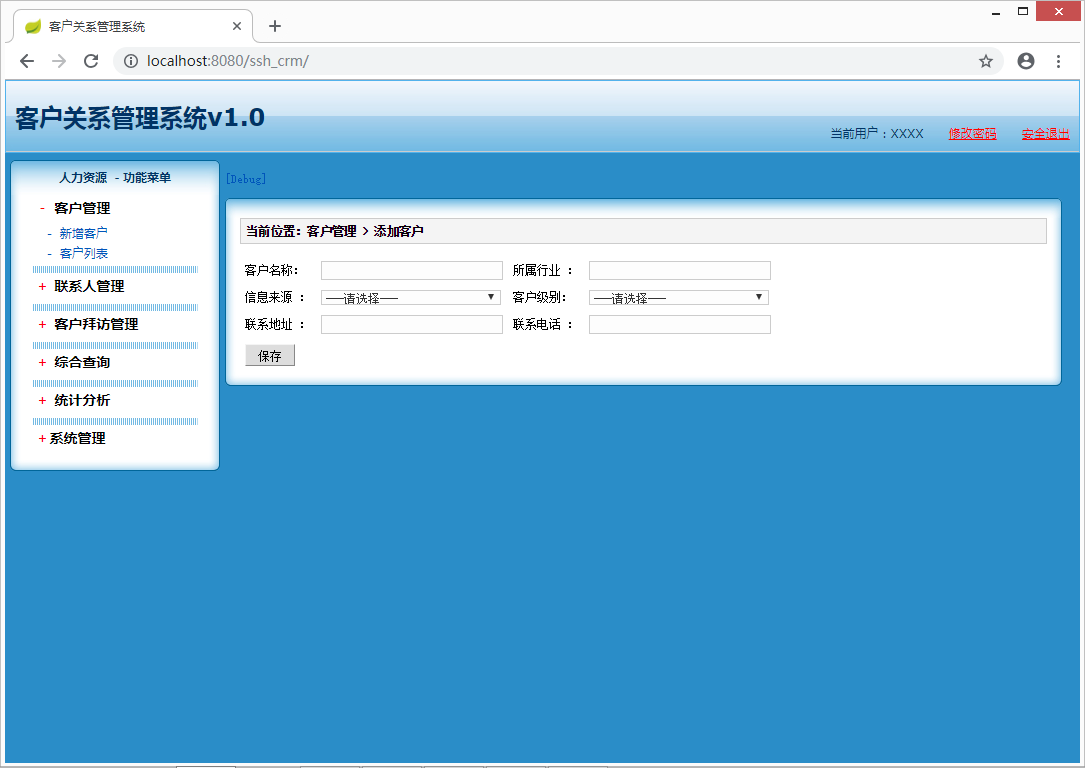 客户关系管理系统
localhost:8080/ssh_crm/
客户关系管理系统v1.0
当前用户：XXXX 修改密码 安全退出
人力资源 - 功能菜单
- 客户管理
- 新增客户
- 客户列表
+ 联系人管理
+ 客户拜访管理
+ 综合查询
+ 统计分析
+ 系统管理
[Debug]
当前位置：客户管理 > 添加客户
客户名称： 所属行业 ：
信息来源 ： ---请选择--- 客户级别： ---请选择---
联系地址 ： 联系电话 ：
保存